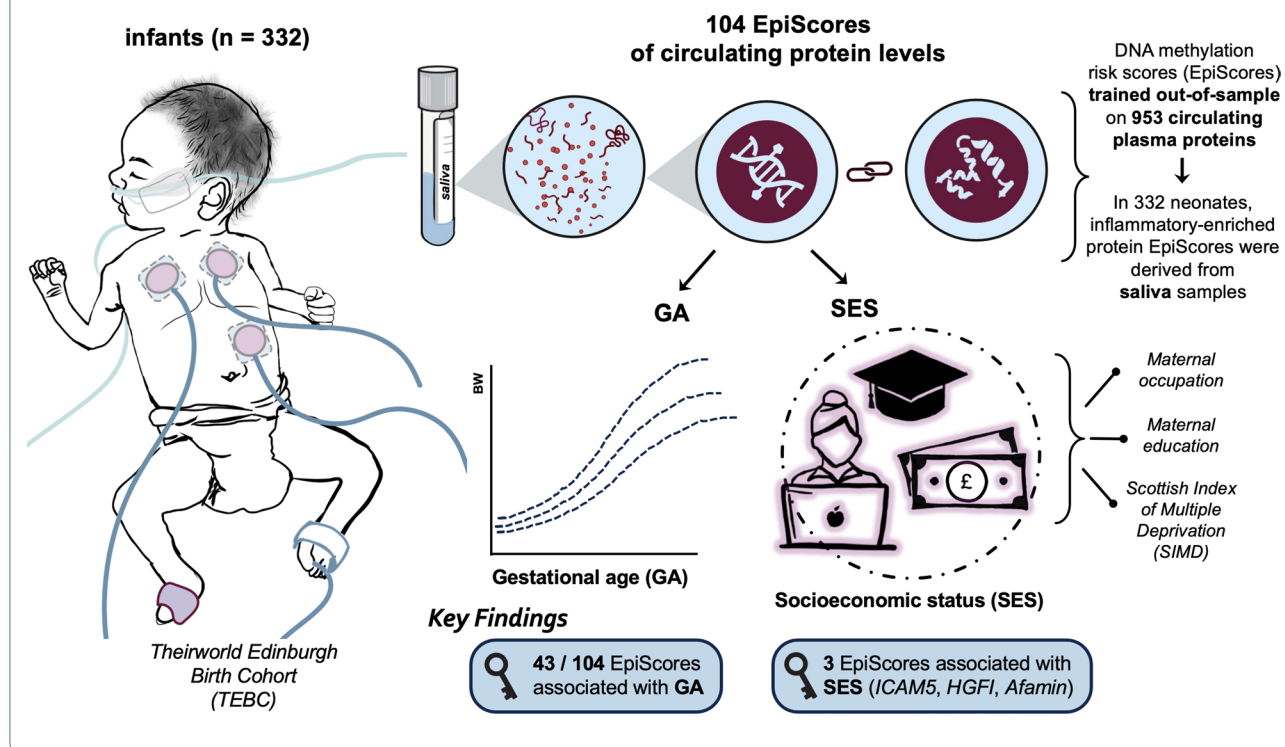 infants (n = 332)
104 EpiScores
of circulating protein levels
saliva
DNA methylation
risk scores (EpiScores)
trained out-of-sample
on 953 circulating
plasma proteins
In 332 neonates,
inflammatory-enriched
protein EpiScores were
derived from
saliva samples
GA
SES
BW
Gestational age (GA)
£
Socioeconomic status (SES)
Maternal
occupation
Maternal
education
Scottish Index
of Multiple
Deprivation
(SIMD)
Theirworld Edinburgh
Birth Cohort
(TEBC)
Key Findings
43 / 104 EpiScores
associated with GA
3 EpiScores associated with
SES (ICAM5, HGFI, Afamin)